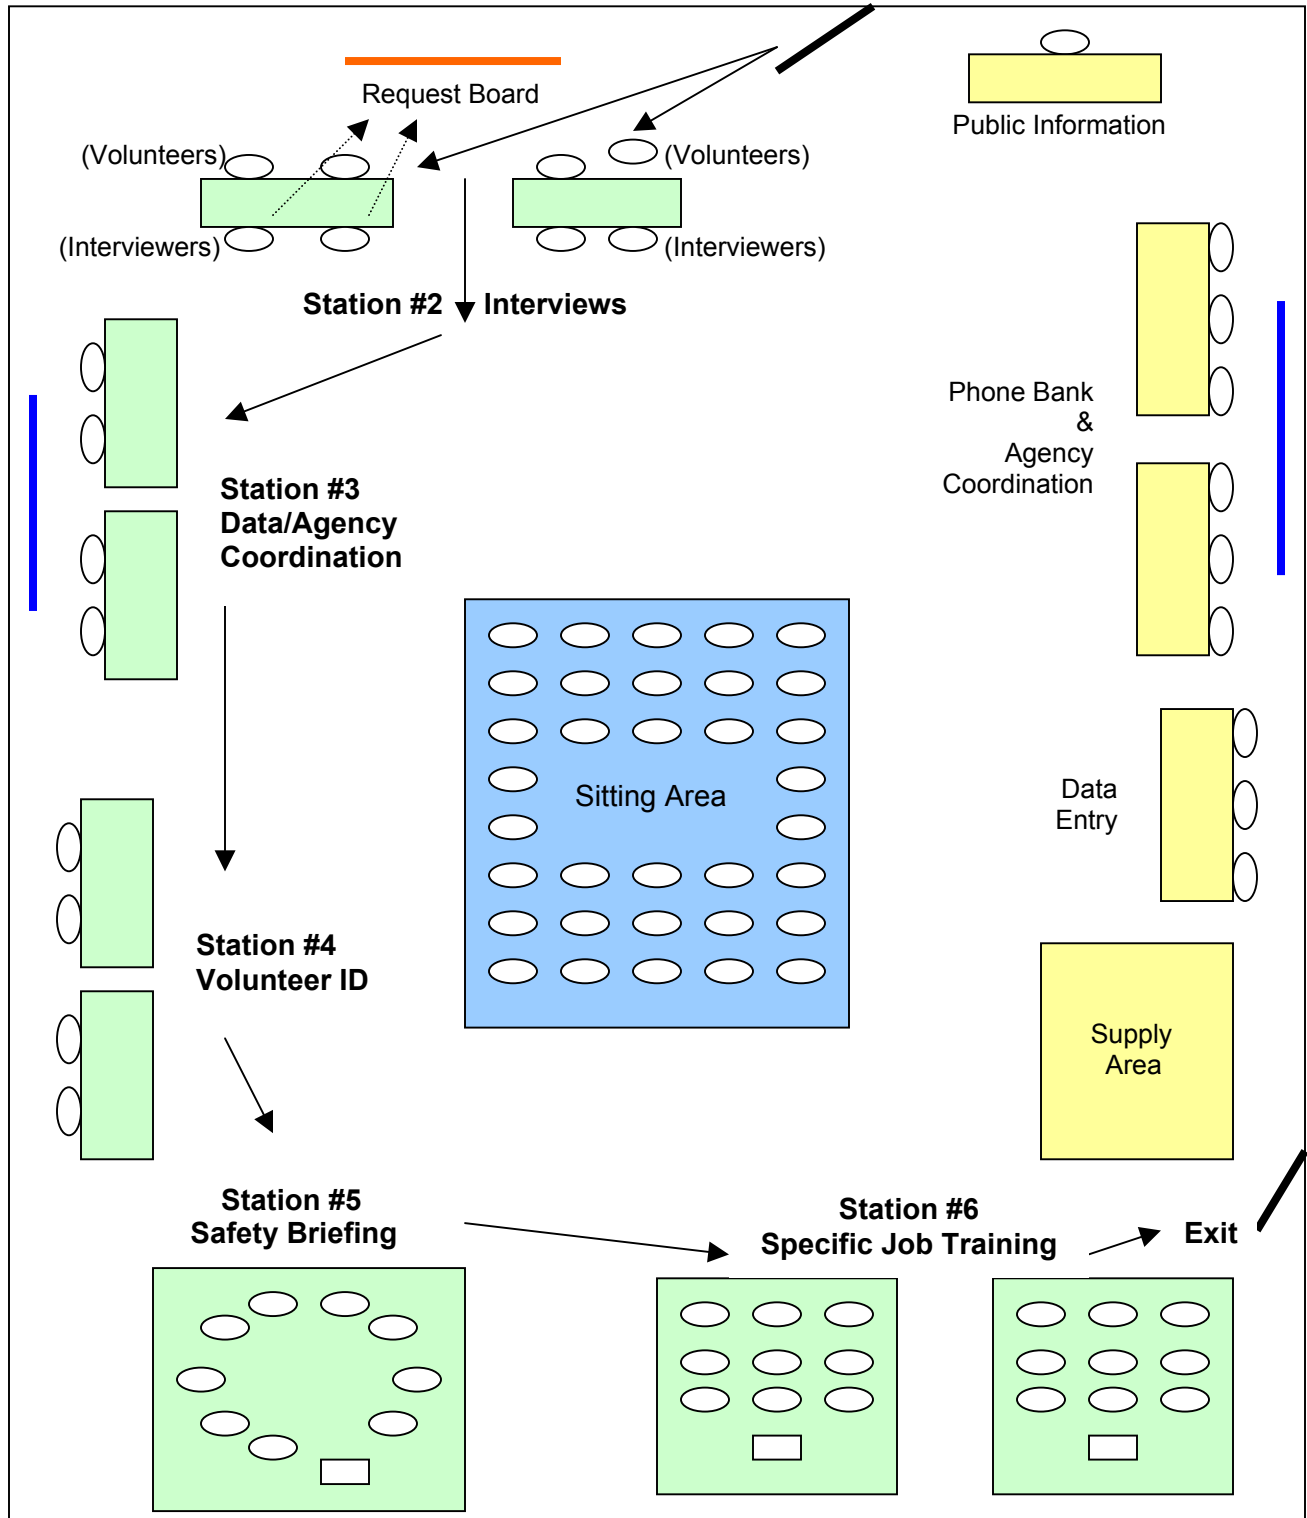 Request Board
Public Information
(Volunteers)
(Volunteers)
(Interviewers)
(Interviewers)
Station #2 Interviews
Phone Bank
&
Agency
Coordination
Station #3
Data/Agency
Coordination
Sitting Area
Data
Entry
Station #4
Volunteer ID
Supply
Area
Station #5
Safety Briefing
Station #6
Specific Job Training
Exit